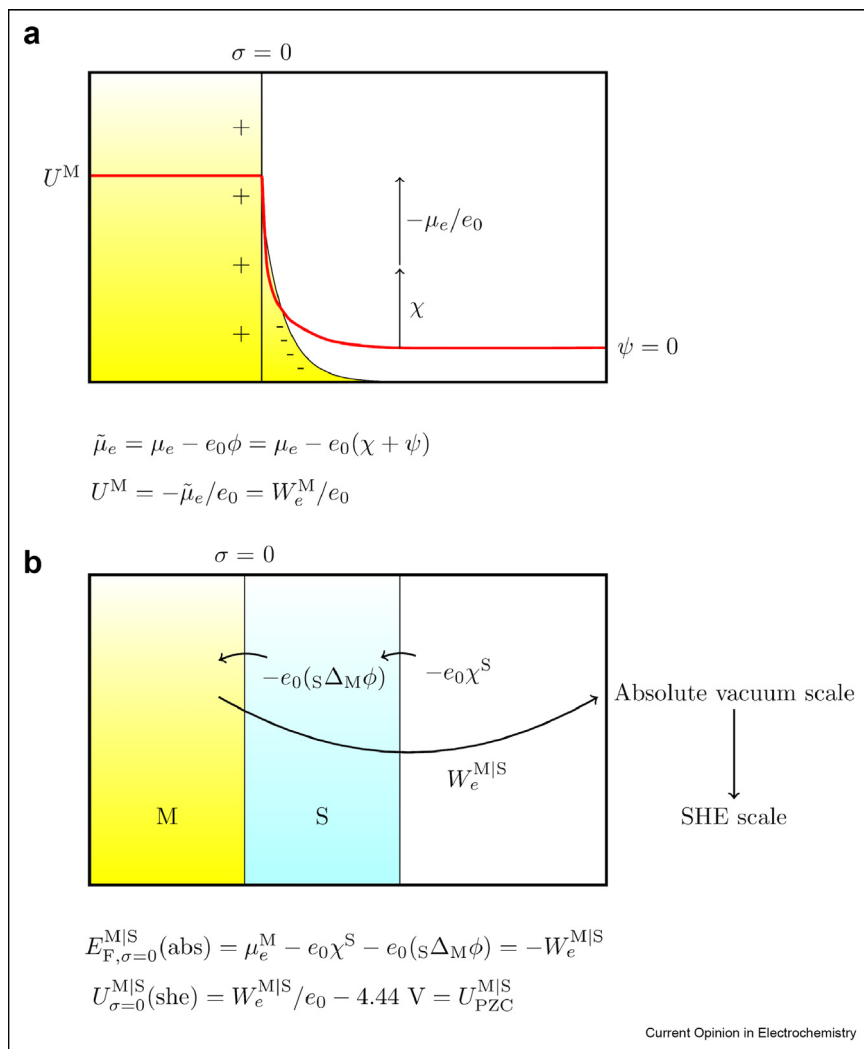 a
σ = 0
U^M
+
+
+
+
-
-
-
-
−μ_e/e_0
χ
ψ = 0
μ̃_e = μ_e − e_0ϕ = μ_e − e_0(χ + ψ)
U^M = −μ̃_e/e_0 = W_e^M/e_0
b
σ = 0
−e_0(_SΔ_Mϕ)
−e_0χ^S
Absolute vacuum scale
W_e^{M|S}
M
S
SHE scale
E_{F,σ=0}^{M|S}(abs) = μ_e^M − e_0χ^S − e_0(_SΔ_Mϕ) = −W_e^{M|S}
U_{σ=0}^{M|S}(she) = W_e^{M|S}/e_0 − 4.44 V = U_{PZC}^{M|S}
Current Opinion in Electrochemistry